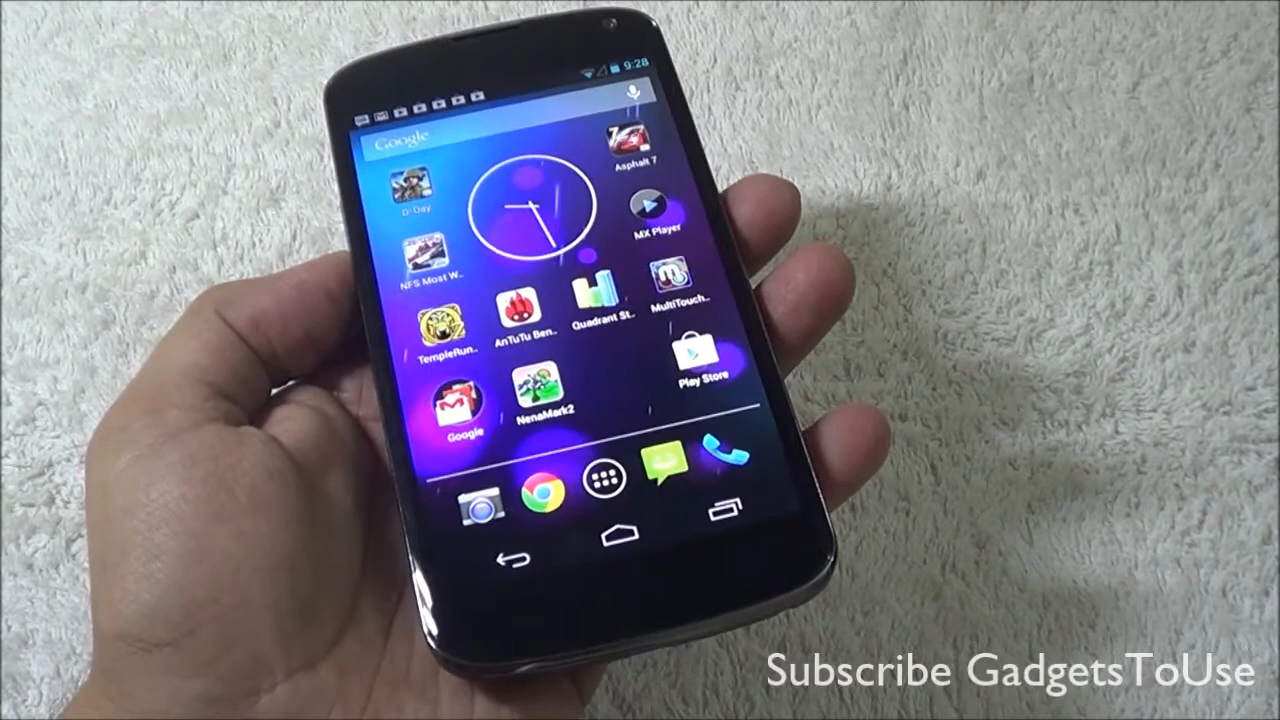 9:28
Google
D-Day
Asphalt 7
NFS Most W..
MX Player
TempleRun..
AnTuTu Ben..
Quadrant St..
MultiTouch..
Google
NenaMark2
Play Store
Subscribe GadgetsToUse